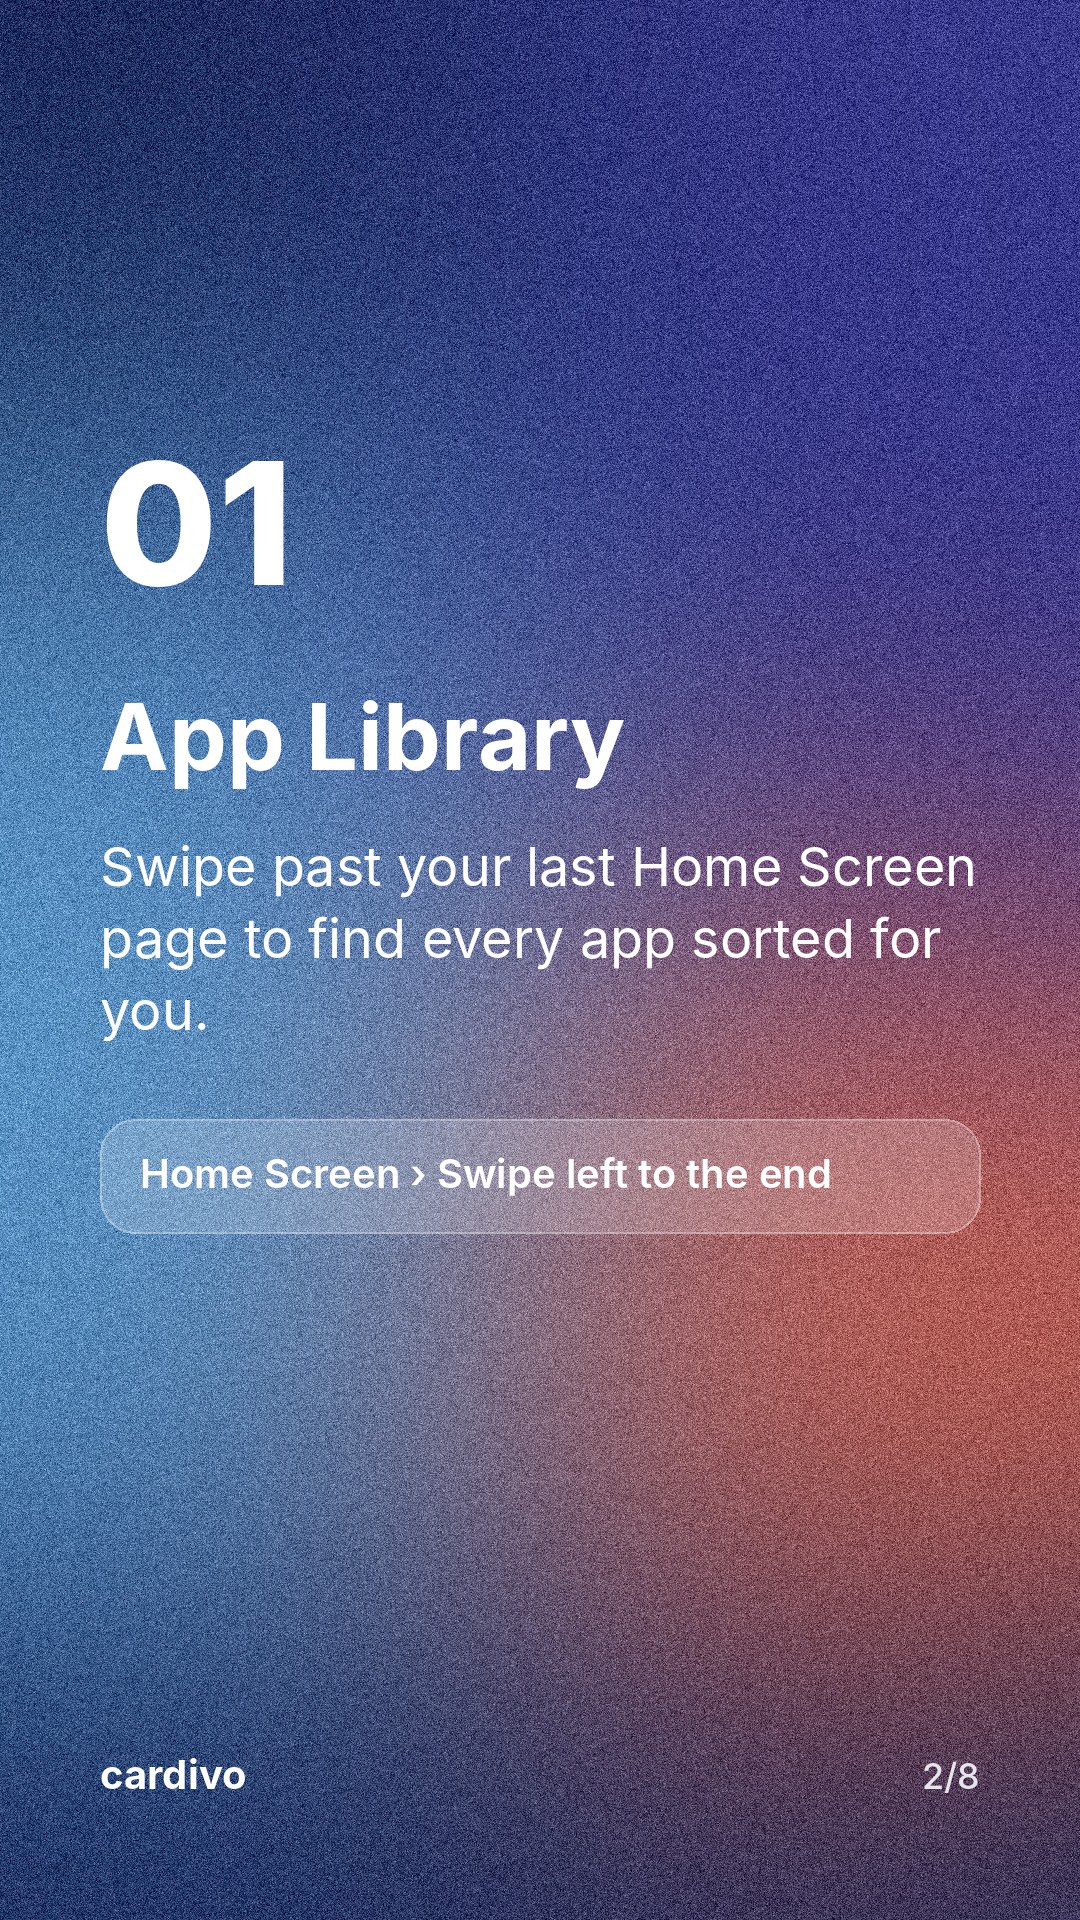 01
App Library
Swipe past your last Home Screen
page to find every app sorted for
you.
Home Screen › Swipe left to the end
cardivo
2/8